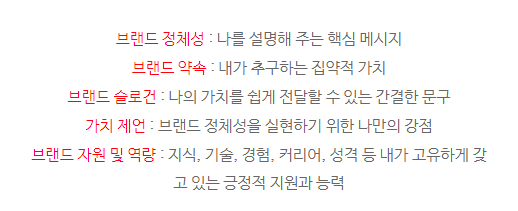 브랜드 정체성 : 나를 설명해 주는 핵심 메시지
브랜드 약속 : 내가 추구하는 집약적 가치
브랜드 슬로건 : 나의 가치를 쉽게 전달할 수 있는 간결한 문구
가치 제언 : 브랜드 정체성을 실현하기 위한 나만의 강점
브랜드 자원 및 역량 : 지식, 기술, 경험, 커리어, 성격 등 내가 고유하게 갖
고 있는 긍정적 지원과 능력